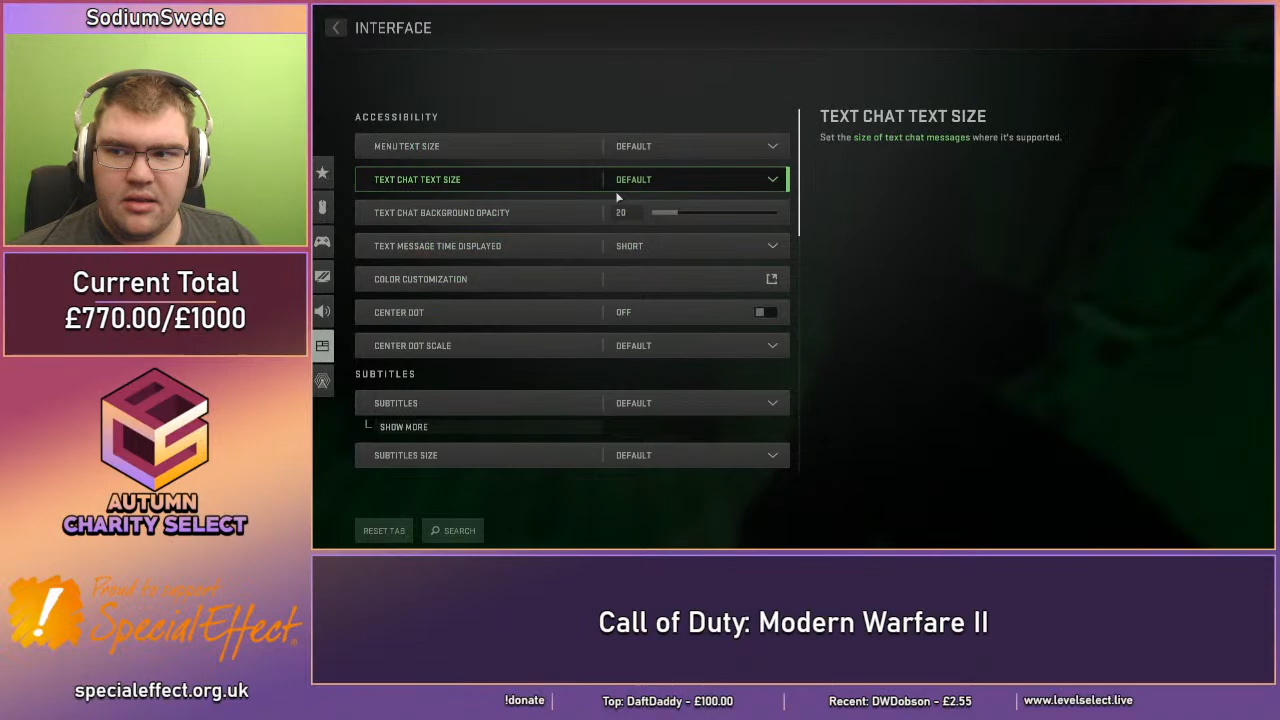 SodiumSwede
INTERFACE
ACCESSIBILITY
MENU TEXT SIZE DEFAULT
TEXT CHAT TEXT SIZE DEFAULT
TEXT CHAT BACKGROUND OPACITY 20
TEXT MESSAGE TIME DISPLAYED SHORT
COLOR CUSTOMIZATION
CENTER DOT OFF
CENTER DOT SCALE DEFAULT
SUBTITLES
SUBTITLES DEFAULT
SHOW MORE
SUBTITLES SIZE DEFAULT
RESET TAB SEARCH
TEXT CHAT TEXT SIZE
Set the size of text chat messages where it's supported.
Current Total
£770.00/£1000
AUTUMN
CHARITY SELECT
Proud to support
SpecialEffect
specialeffect.org.uk
Call of Duty: Modern Warfare II
!donate | Top: DaftDaddy - £100.00 | Recent: DWDobson - £2.55 | www.levelselect.live